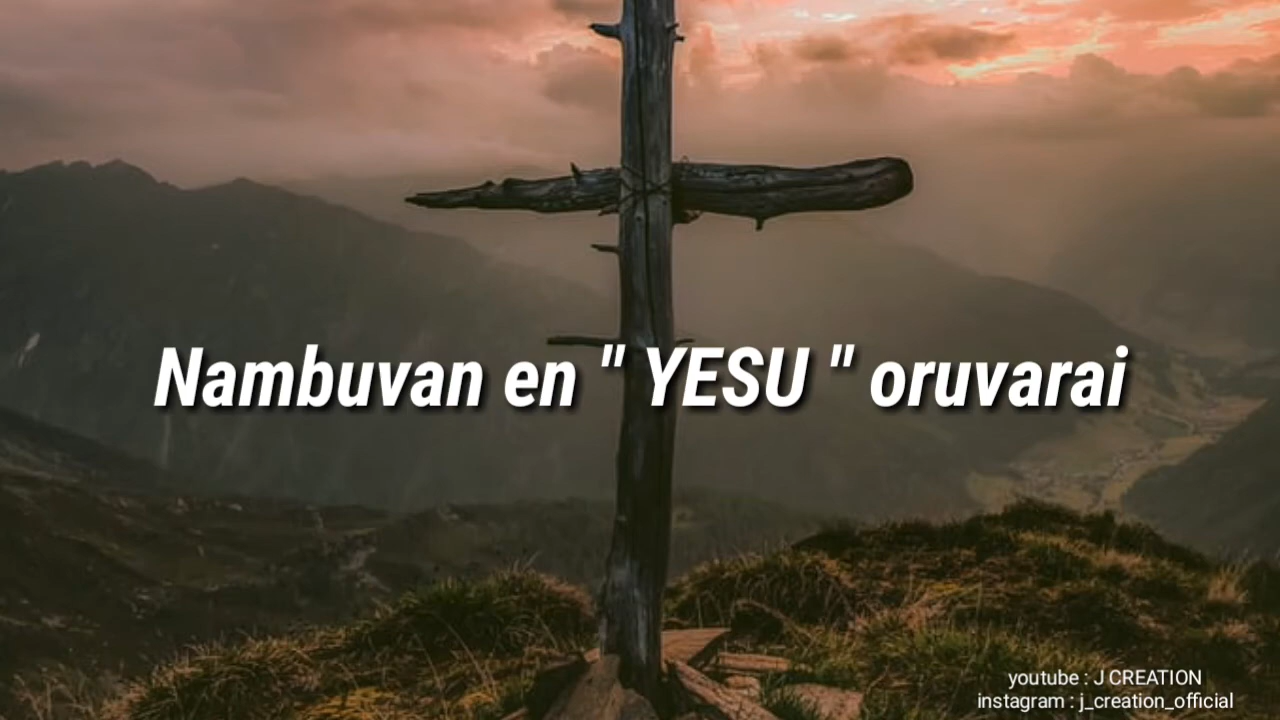 Nambuvan en " YESU " oruvarai
youtube : J CREATION
instagram : j_creation_official